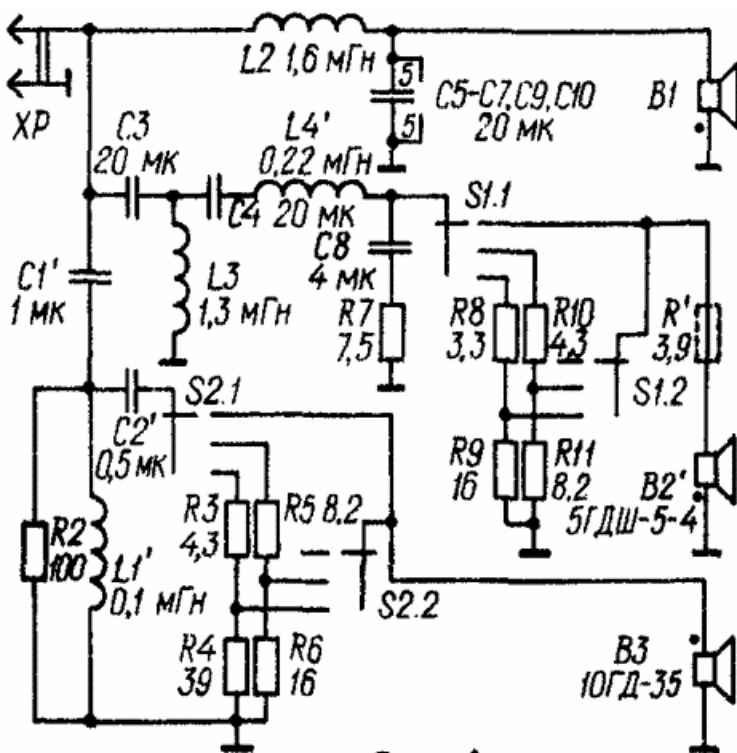 L2 1,6 мГн
5
5
C5-C7, C9, C10
20 мк
B1
XP
C3
20 мк
L4'
0,22 мГн
C4
20 мк
S1.1
C8
4 мк
C1'
1 мк
L3
1,3 мГн
R7
7,5
R8
3,3
R10
4,3
R'
3,9
S1.2
S2.1
C2'
0,5 мк
R9
16
R11
8,2
B2'
5ГДШ-5-4
R2
100
L1'
0,1 мГн
R3
4,3
R5 8,2
S2.2
R4
39
R6
16
B3
10ГД-35